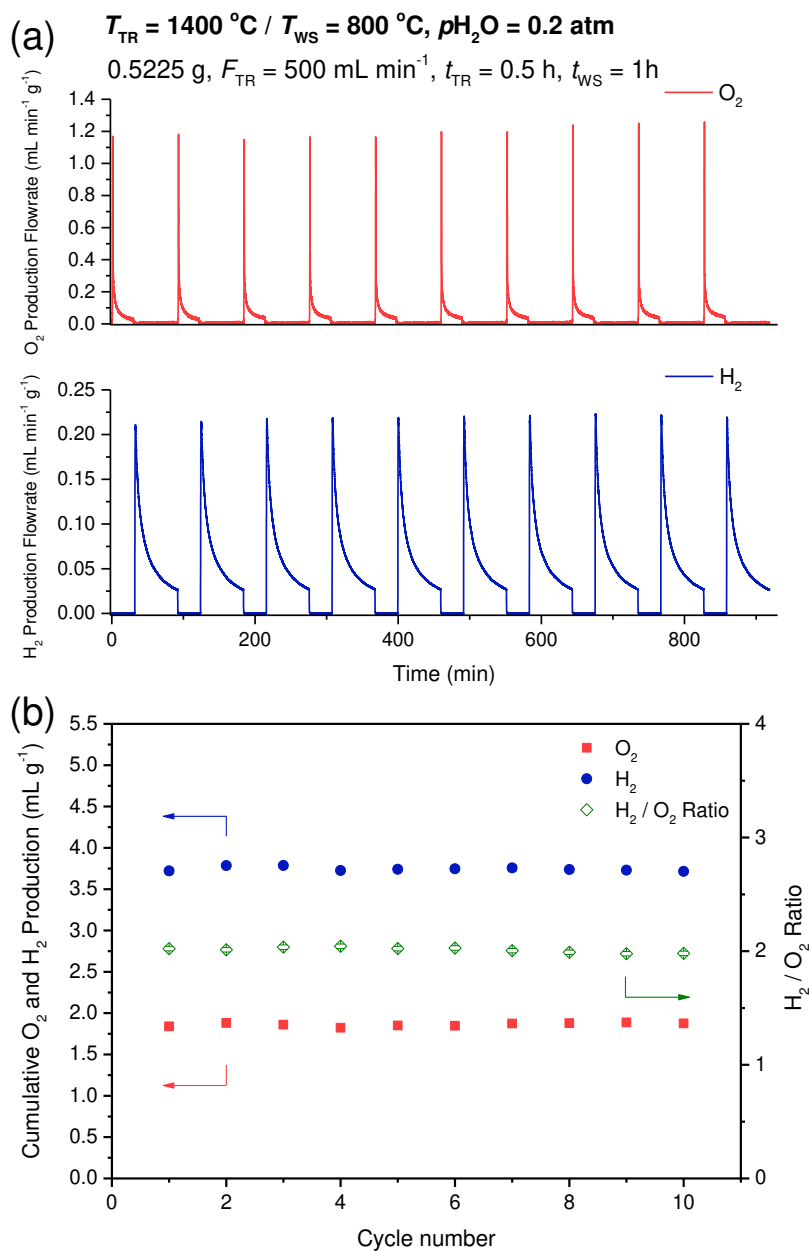 (a)
T_TR = 1400 °C / T_WS = 800 °C, pH₂O = 0.2 atm
0.5225 g, F_TR = 500 mL min⁻¹, t_TR = 0.5 h, t_WS = 1h
O₂
O₂ Production Flowrate (mL min⁻¹ g⁻¹)
1.4
1.2
1.0
0.8
0.6
0.4
0.2
0.0
H₂
H₂ Production Flowrate (mL min⁻¹ g⁻¹)
0.25
0.20
0.15
0.10
0.05
0.00
0 200 400 600 800
Time (min)
(b)
Cumulative O₂ and H₂ Production (mL g⁻¹)
5.5
5.0
4.5
4.0
3.5
3.0
2.5
2.0
1.5
1.0
0.5
0.0
O₂
H₂
H₂ / O₂ Ratio
4
3
2
1
0
H₂ / O₂ Ratio
0 2 4 6 8 10
Cycle number